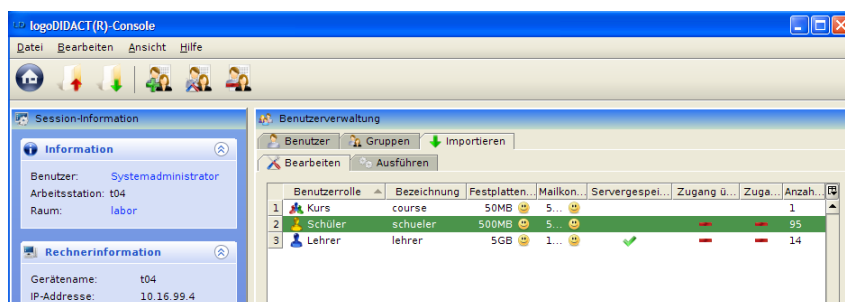 logoDIDACT(R)-Console
Datei Bearbeiten Ansicht Hilfe
Session-Information
Information
Benutzer: Systemadministrator
Arbeitsstation: t04
Raum: labor
Rechnerinformation
Gerätename: t04
IP-Addresse: 10.16.99.4
Benutzerverwaltung
Benutzer Gruppen Importieren
Bearbeiten Ausführen
Benutzerrolle Bezeichnung Festplatten... Mailkon... Servergespei... Zugang ü... Zuga... Anzah...
1 Kurs course 50MB 5... 1
2 Schüler schueler 500MB 5... 95
3 Lehrer lehrer 5GB 1... 14